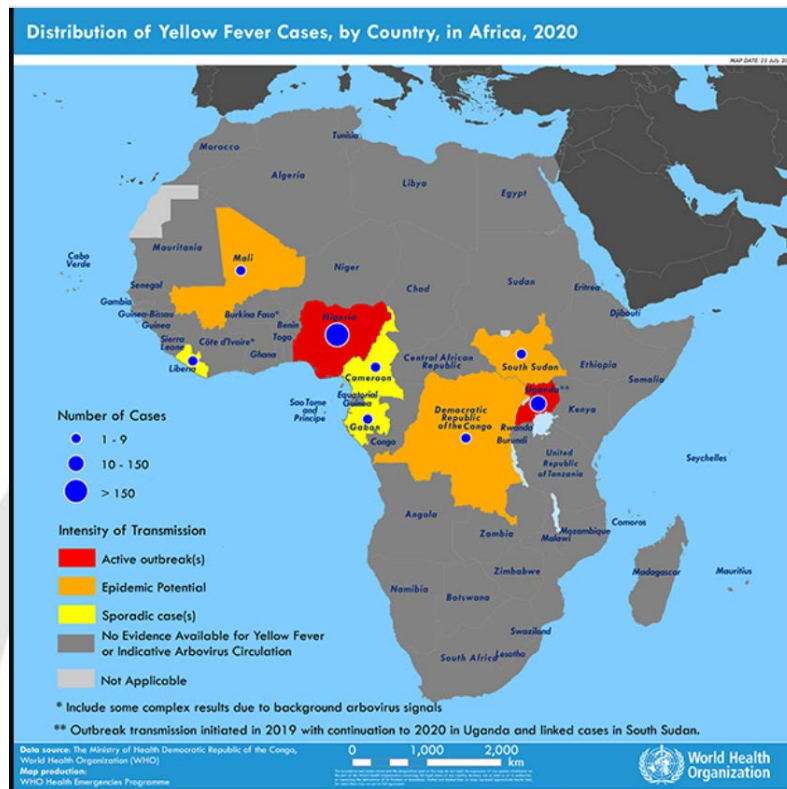 Distribution of Yellow Fever Cases, by Country, in Africa, 2020
MAP DATE: 23 July
Tunisia
Morocco
Algeria
Libya
Egypt
Cabo
Verde
Mauritania
Mali
Niger
Chad
Sudan
Eritrea
Senegal
Gambia
Guinea-Bissau
Guinea
Burkina Faso*
Djibouti
Sierra
Leone
Liberia
Côte d'Ivoire*
Ghana
Benin
Togo
Nigeria
Central African
Republic
South Sudan
Ethiopia
Somalia
Cameroon
Equatorial
Guinea
Sao Tome
and
Principe
Gabon
Congo
Democratic
Republic
of the Congo
Uganda**
Kenya
Rwanda
Burundi
United
Republic
of Tanzania
Seychelles
Angola
Zambia
Malawi
Mozambique
Comoros
Zimbabwe
Madagascar
Mauritius
Namibia
Botswana
Swaziland
South Africa
Lesotho
Number of Cases
1 - 9
10 - 150
> 150
Intensity of Transmission
Active outbreak(s)
Epidemic Potential
Sporadic case(s)
No Evidence Available for Yellow Fever
or Indicative Arbovirus Circulation
Not Applicable
* Include some complex results due to background arbovirus signals
** Outbreak transmission initiated in 2019 with continuation to 2020 in Uganda and linked cases in South Sudan.
Data source: The Ministry of Health Democratic Republic of the Congo,
World Health Organization (WHO)
Map production:
WHO Health Emergencies Programme
0 1,000 2,000
km
World Health
Organization